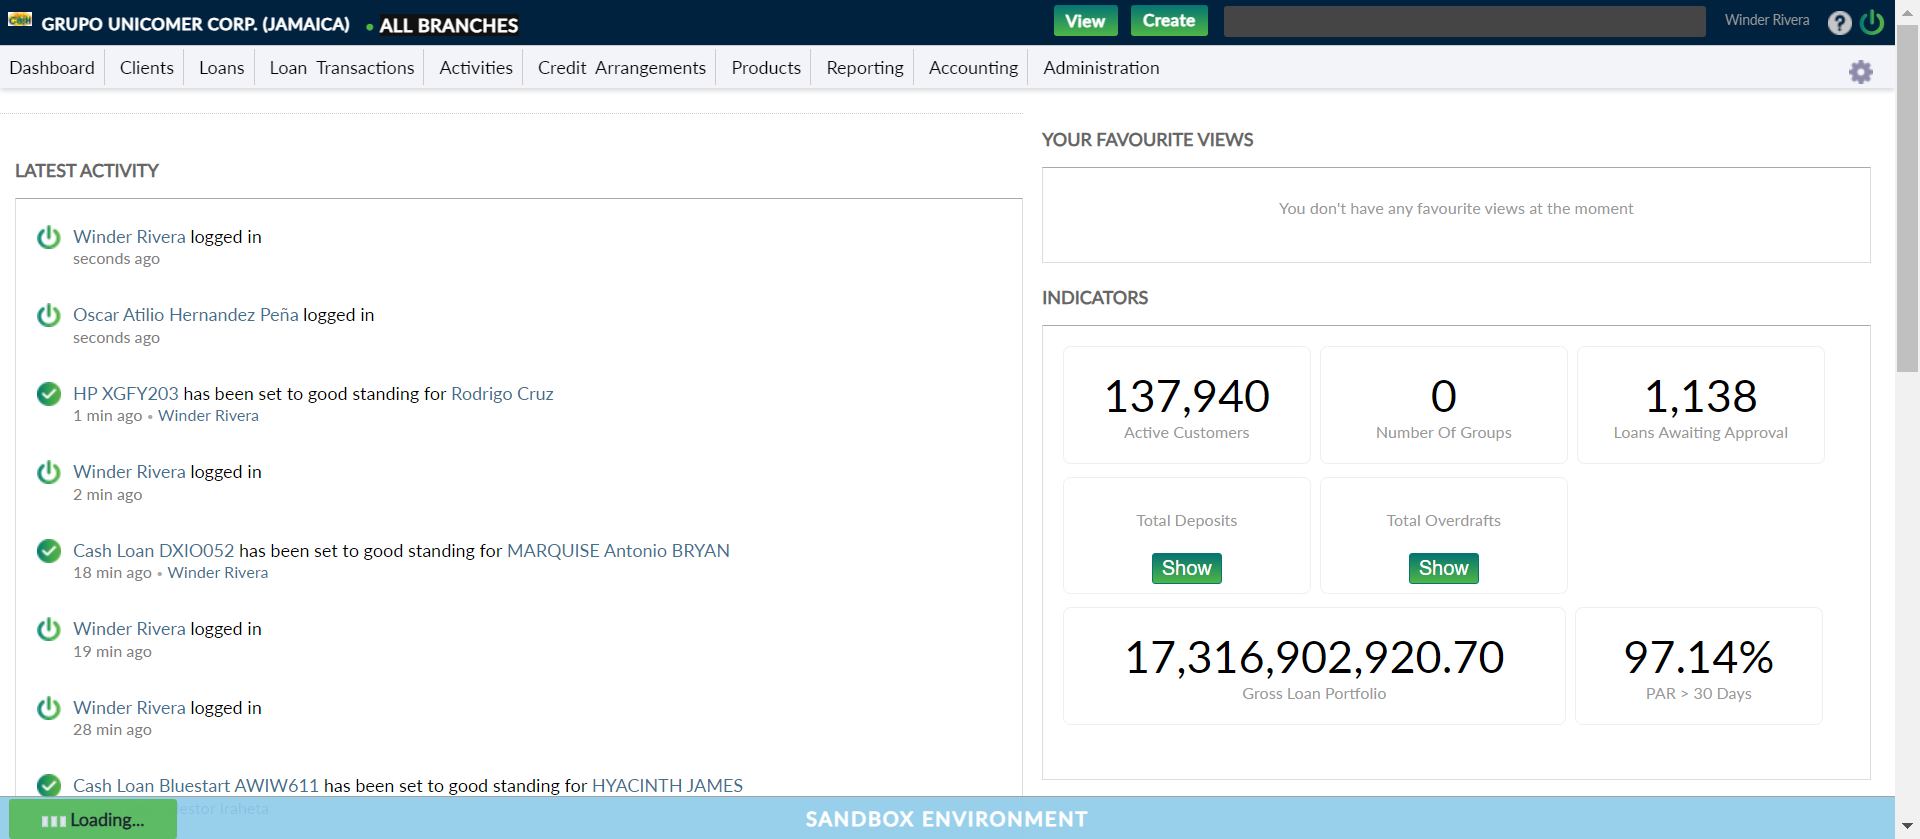 GRUPO UNICOMER CORP. (JAMAICA) • ALL BRANCHES
View Create
Winder Rivera ?
Dashboard Clients Loans Loan Transactions Activities Credit Arrangements Products Reporting Accounting Administration
LATEST ACTIVITY
Winder Rivera logged in
seconds ago
Oscar Atilio Hernandez Peña logged in
seconds ago
HP XGFY203 has been set to good standing for Rodrigo Cruz
1 min ago • Winder Rivera
Winder Rivera logged in
2 min ago
Cash Loan DXIO052 has been set to good standing for MARQUISE Antonio BRYAN
18 min ago • Winder Rivera
Winder Rivera logged in
19 min ago
Winder Rivera logged in
28 min ago
Cash Loan Bluestart AWIW611 has been set to good standing for HYACINTH JAMES
Iraheta
YOUR FAVOURITE VIEWS
You don't have any favourite views at the moment
INDICATORS
137,940
Active Customers
0
Number Of Groups
1,138
Loans Awaiting Approval
Total Deposits
Show
Total Overdrafts
Show
17,316,902,920.70
Gross Loan Portfolio
97.14%
PAR > 30 Days
Loading...
SANDBOX ENVIRONMENT